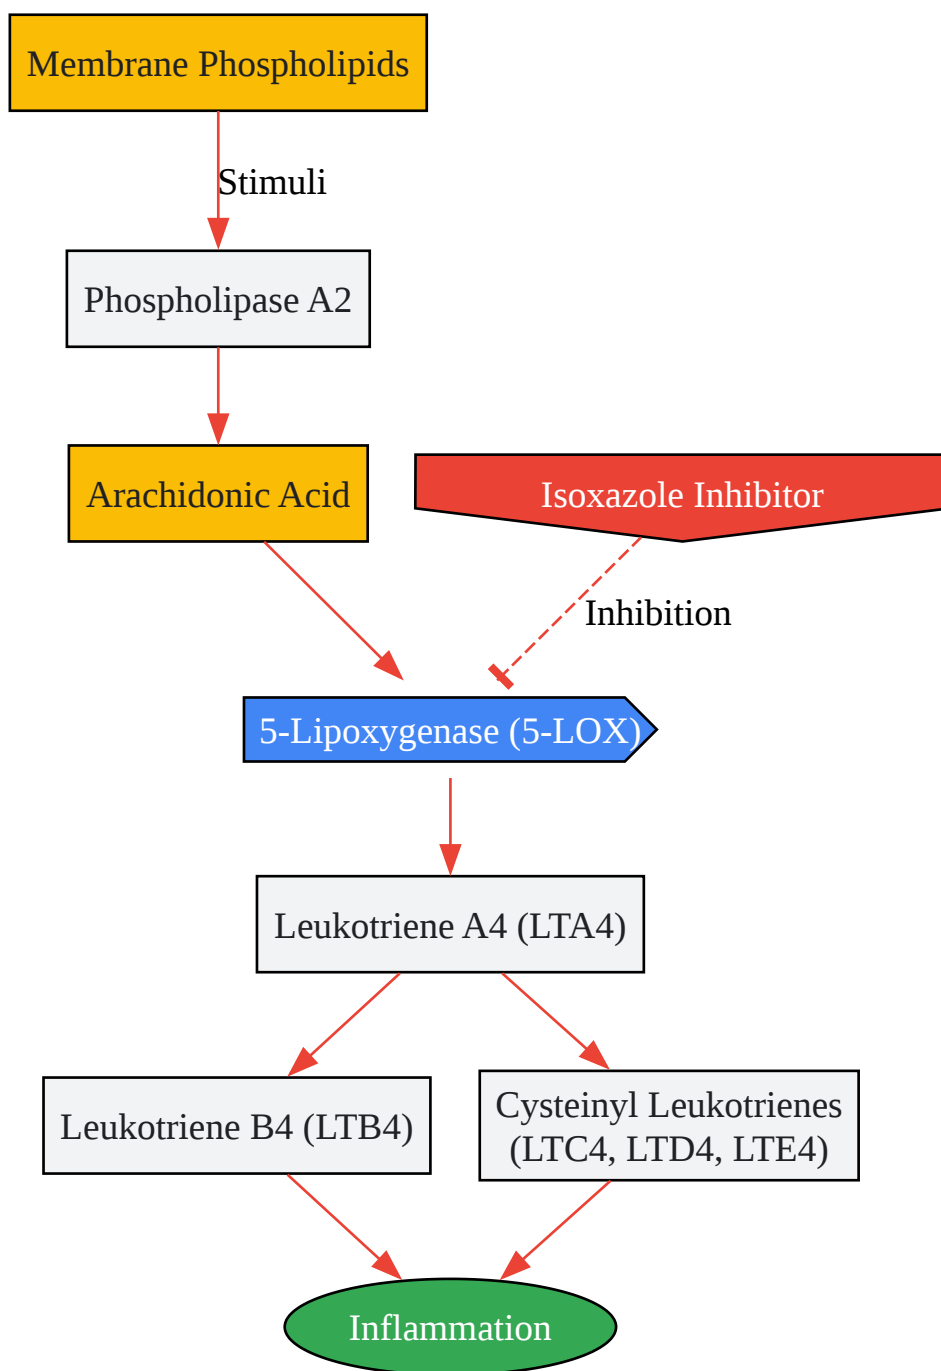 Membrane Phospholipids
Stimuli
Phospholipase A2
Arachidonic Acid
Isoxazole Inhibitor
Inhibition
5-Lipoxygenase (5-LOX)
Leukotriene A4 (LTA4)
Leukotriene B4 (LTB4)
Cysteinyl Leukotrienes
(LTC4, LTD4, LTE4)
Inflammation